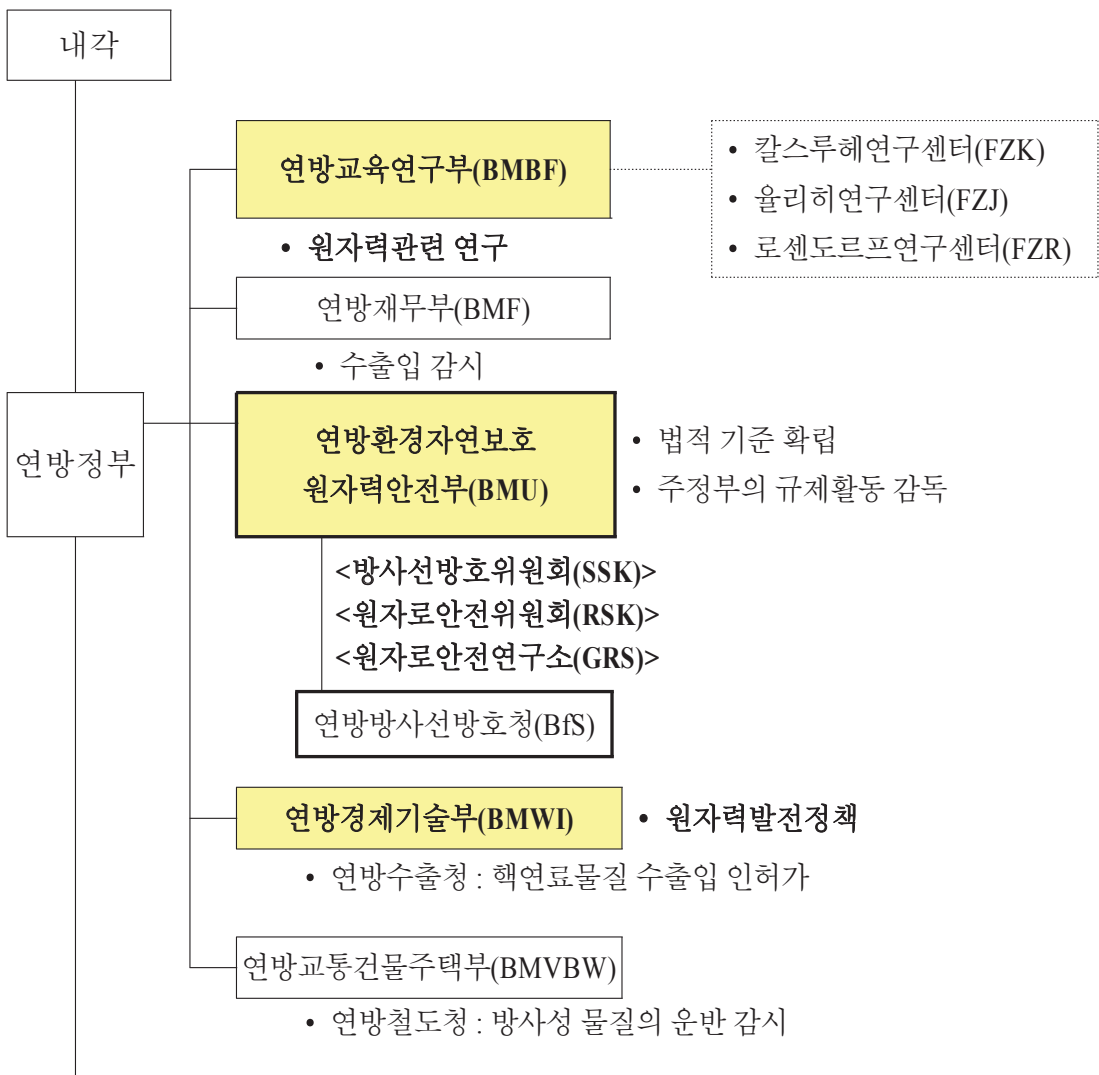 내각
연방교육연구부(BMBF)
• 원자력관련 연구
• 칼스루헤연구센터(FZK)
• 율리히연구센터(FZJ)
• 로센도르프연구센터(FZR)
연방재무부(BMF)
• 수출입 감시
연방정부
연방환경자연보호
원자력안전부(BMU)
• 법적 기준 확립
• 주정부의 규제활동 감독
<방사선방호위원회(SSK)>
<원자로안전위원회(RSK)>
<원자로안전연구소(GRS)>
연방방사선방호청(BfS)
연방경제기술부(BMWI)
• 원자력발전정책
• 연방수출청 : 핵연료물질 수출입 인허가
연방교통건물주택부(BMVBW)
• 연방철도청 : 방사성 물질의 운반 감시